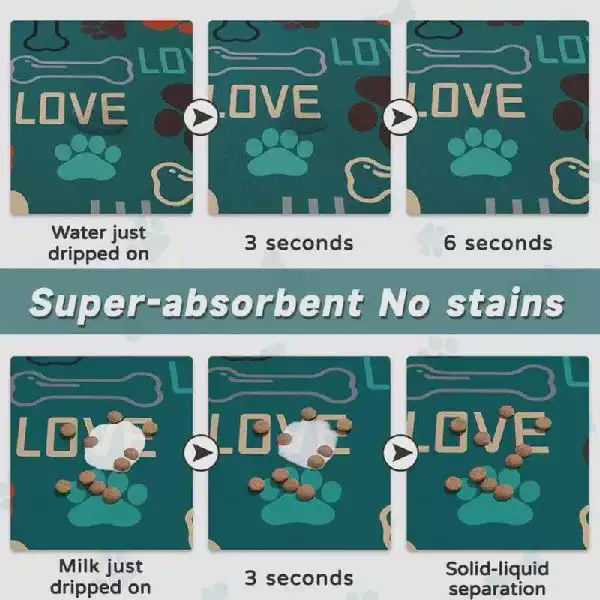 LOVE
LO
LOVE
LOV
LOVE
Water just
dripped on
3 seconds
6 seconds
Super-absorbent No stains
LOVE
L
LOVE
LOVE
L
Milk just
dripped on
3 seconds
Solid-liquid
separation